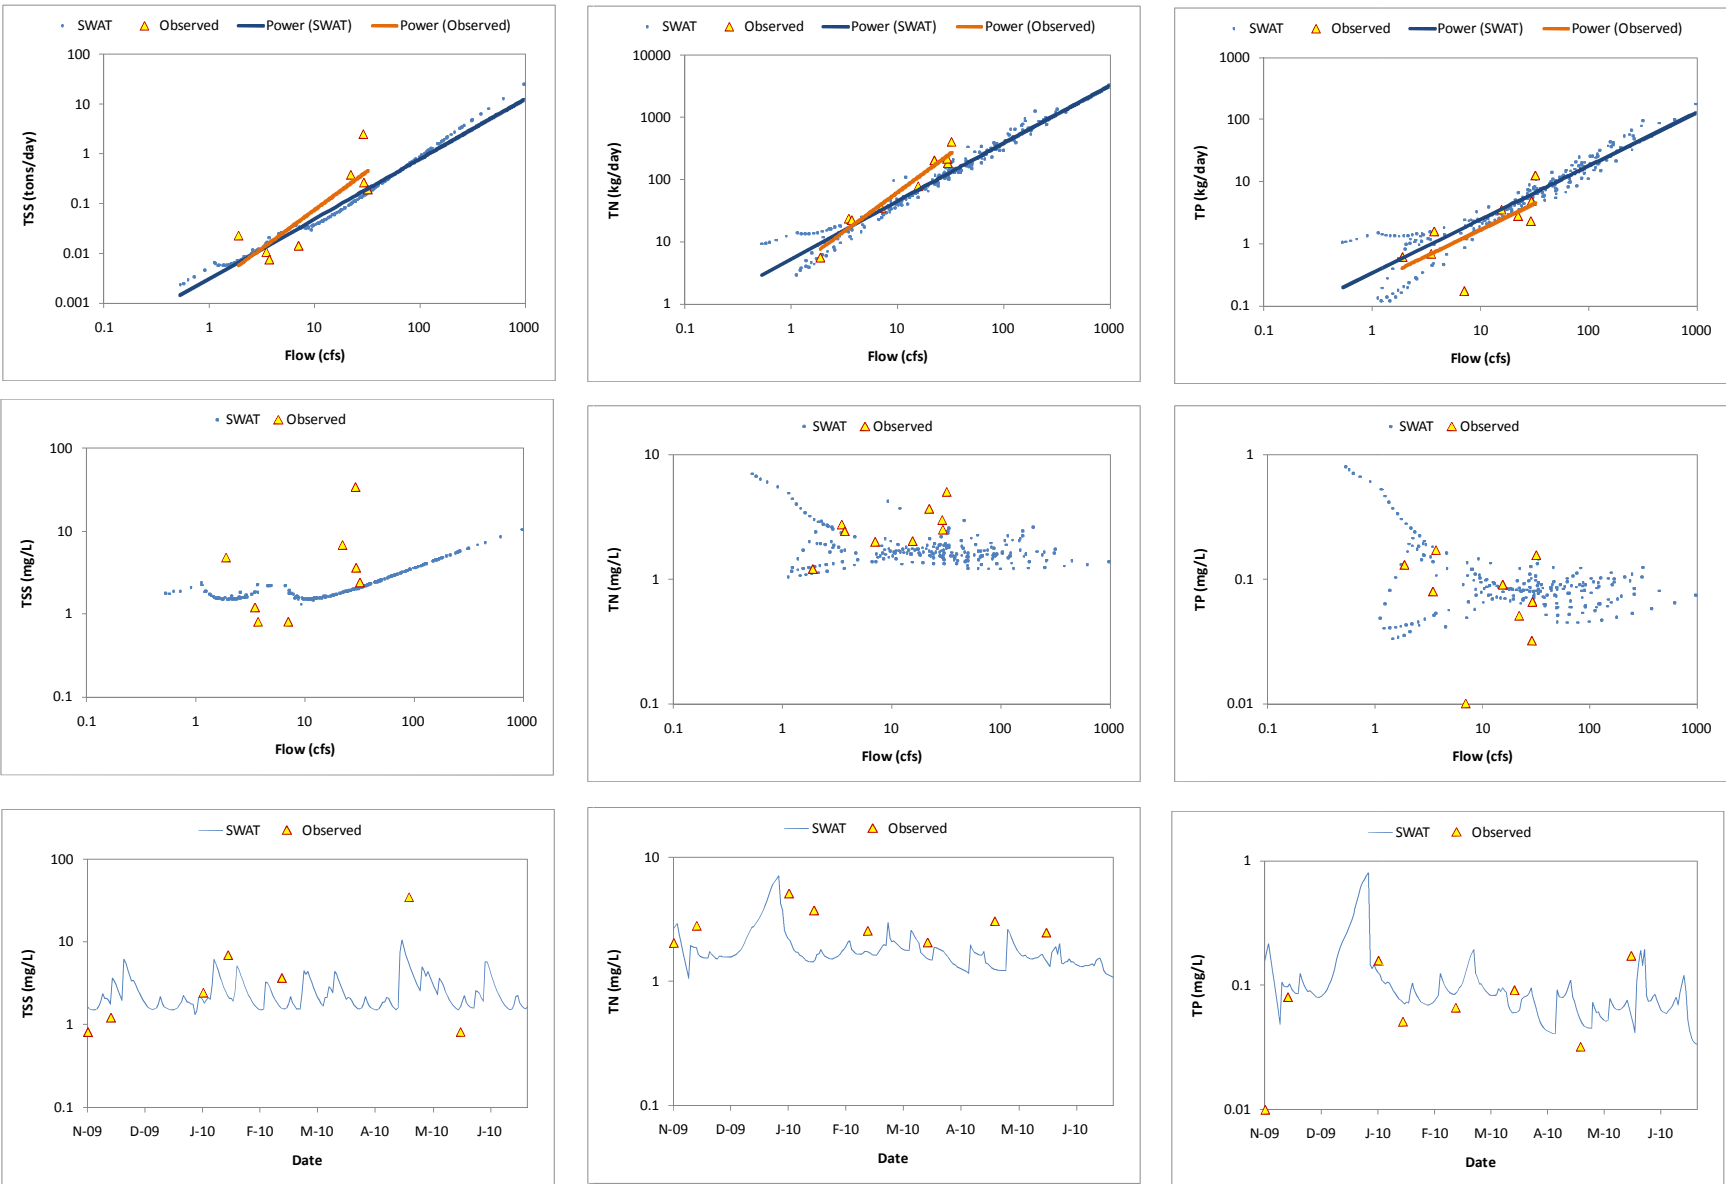 SWAT Observed Power (SWAT) Power (Observed)
100
10
1
0.1
0.01
0.001
TSS (tons/day)
0.1 1 10 100 1000
Flow (cfs)
SWAT Observed Power (SWAT) Power (Observed)
10000
1000
100
10
1
TN (kg/day)
0.1 1 10 100 1000
Flow (cfs)
SWAT Observed Power (SWAT) Power (Observed)
1000
100
10
1
0.1
TP (kg/day)
0.1 1 10 100 1000
Flow (cfs)
SWAT Observed
100
10
1
0.1
TSS (mg/L)
0.1 1 10 100 1000
Flow (cfs)
SWAT Observed
10
1
0.1
TN (mg/L)
0.1 1 10 100 1000
Flow (cfs)
SWAT Observed
1
0.1
0.01
TP (mg/L)
0.1 1 10 100 1000
Flow (cfs)
SWAT Observed
100
10
1
0.1
TSS (mg/L)
N-09 D-09 J-10 F-10 M-10 A-10 M-10 J-10
Date
SWAT Observed
10
1
0.1
TN (mg/L)
N-09 D-09 J-10 F-10 M-10 A-10 M-10 J-10
Date
SWAT Observed
1
0.1
0.01
TP (mg/L)
N-09 D-09 J-10 F-10 M-10 A-10 M-10 J-10
Date